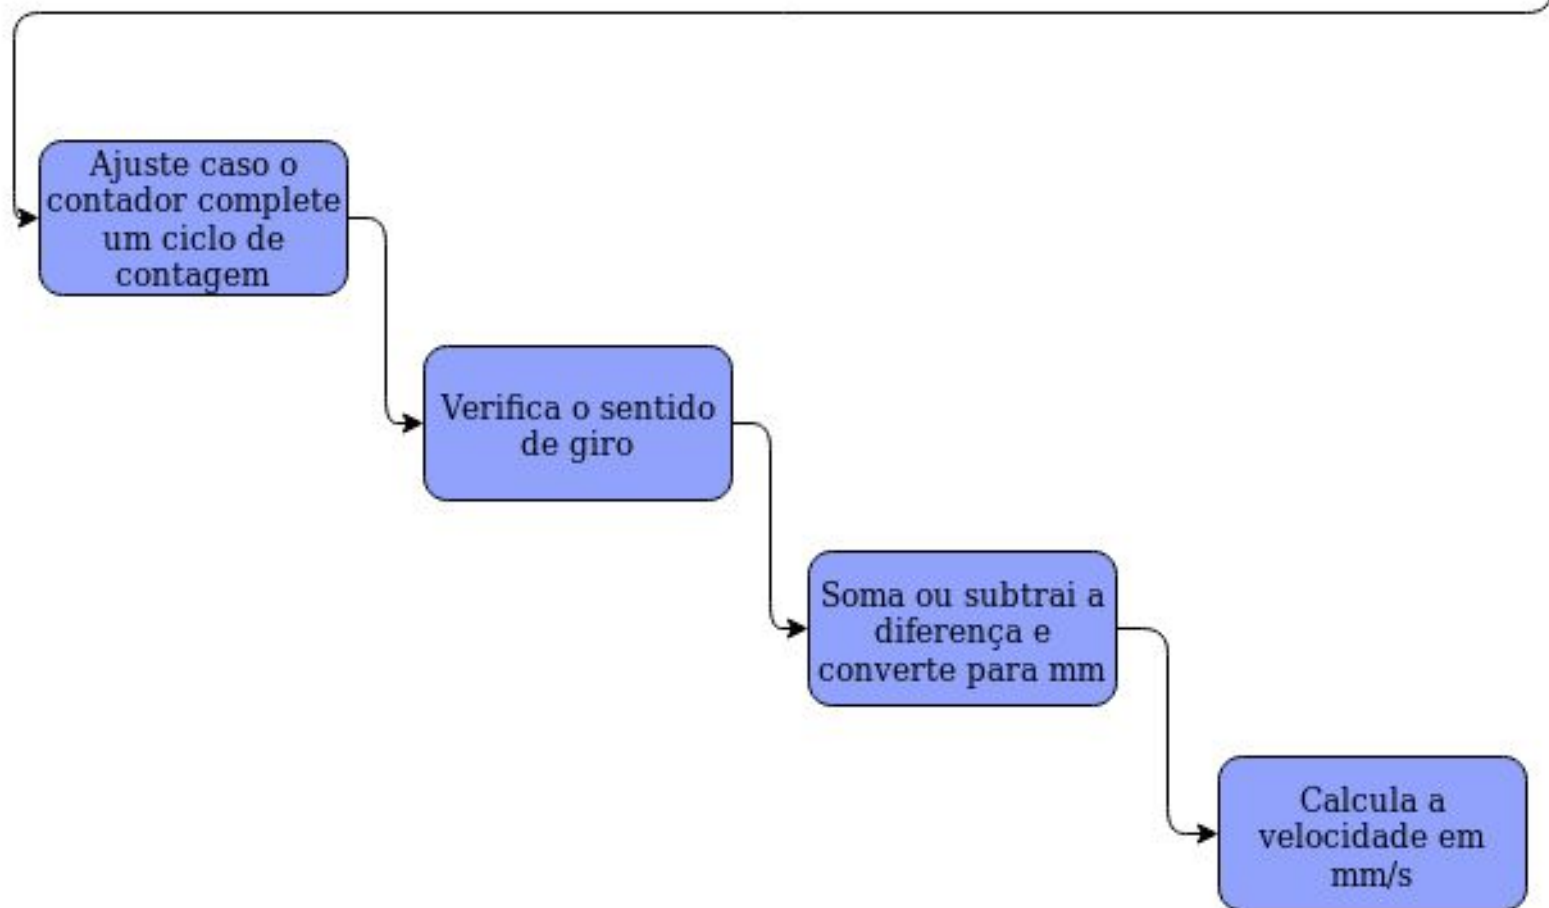 Ajuste caso o
contador complete
um ciclo de
contagem
Verifica o sentido
de giro
Soma ou subtrai a
diferença e
converte para mm
Calcula a
velocidade em
mm/s